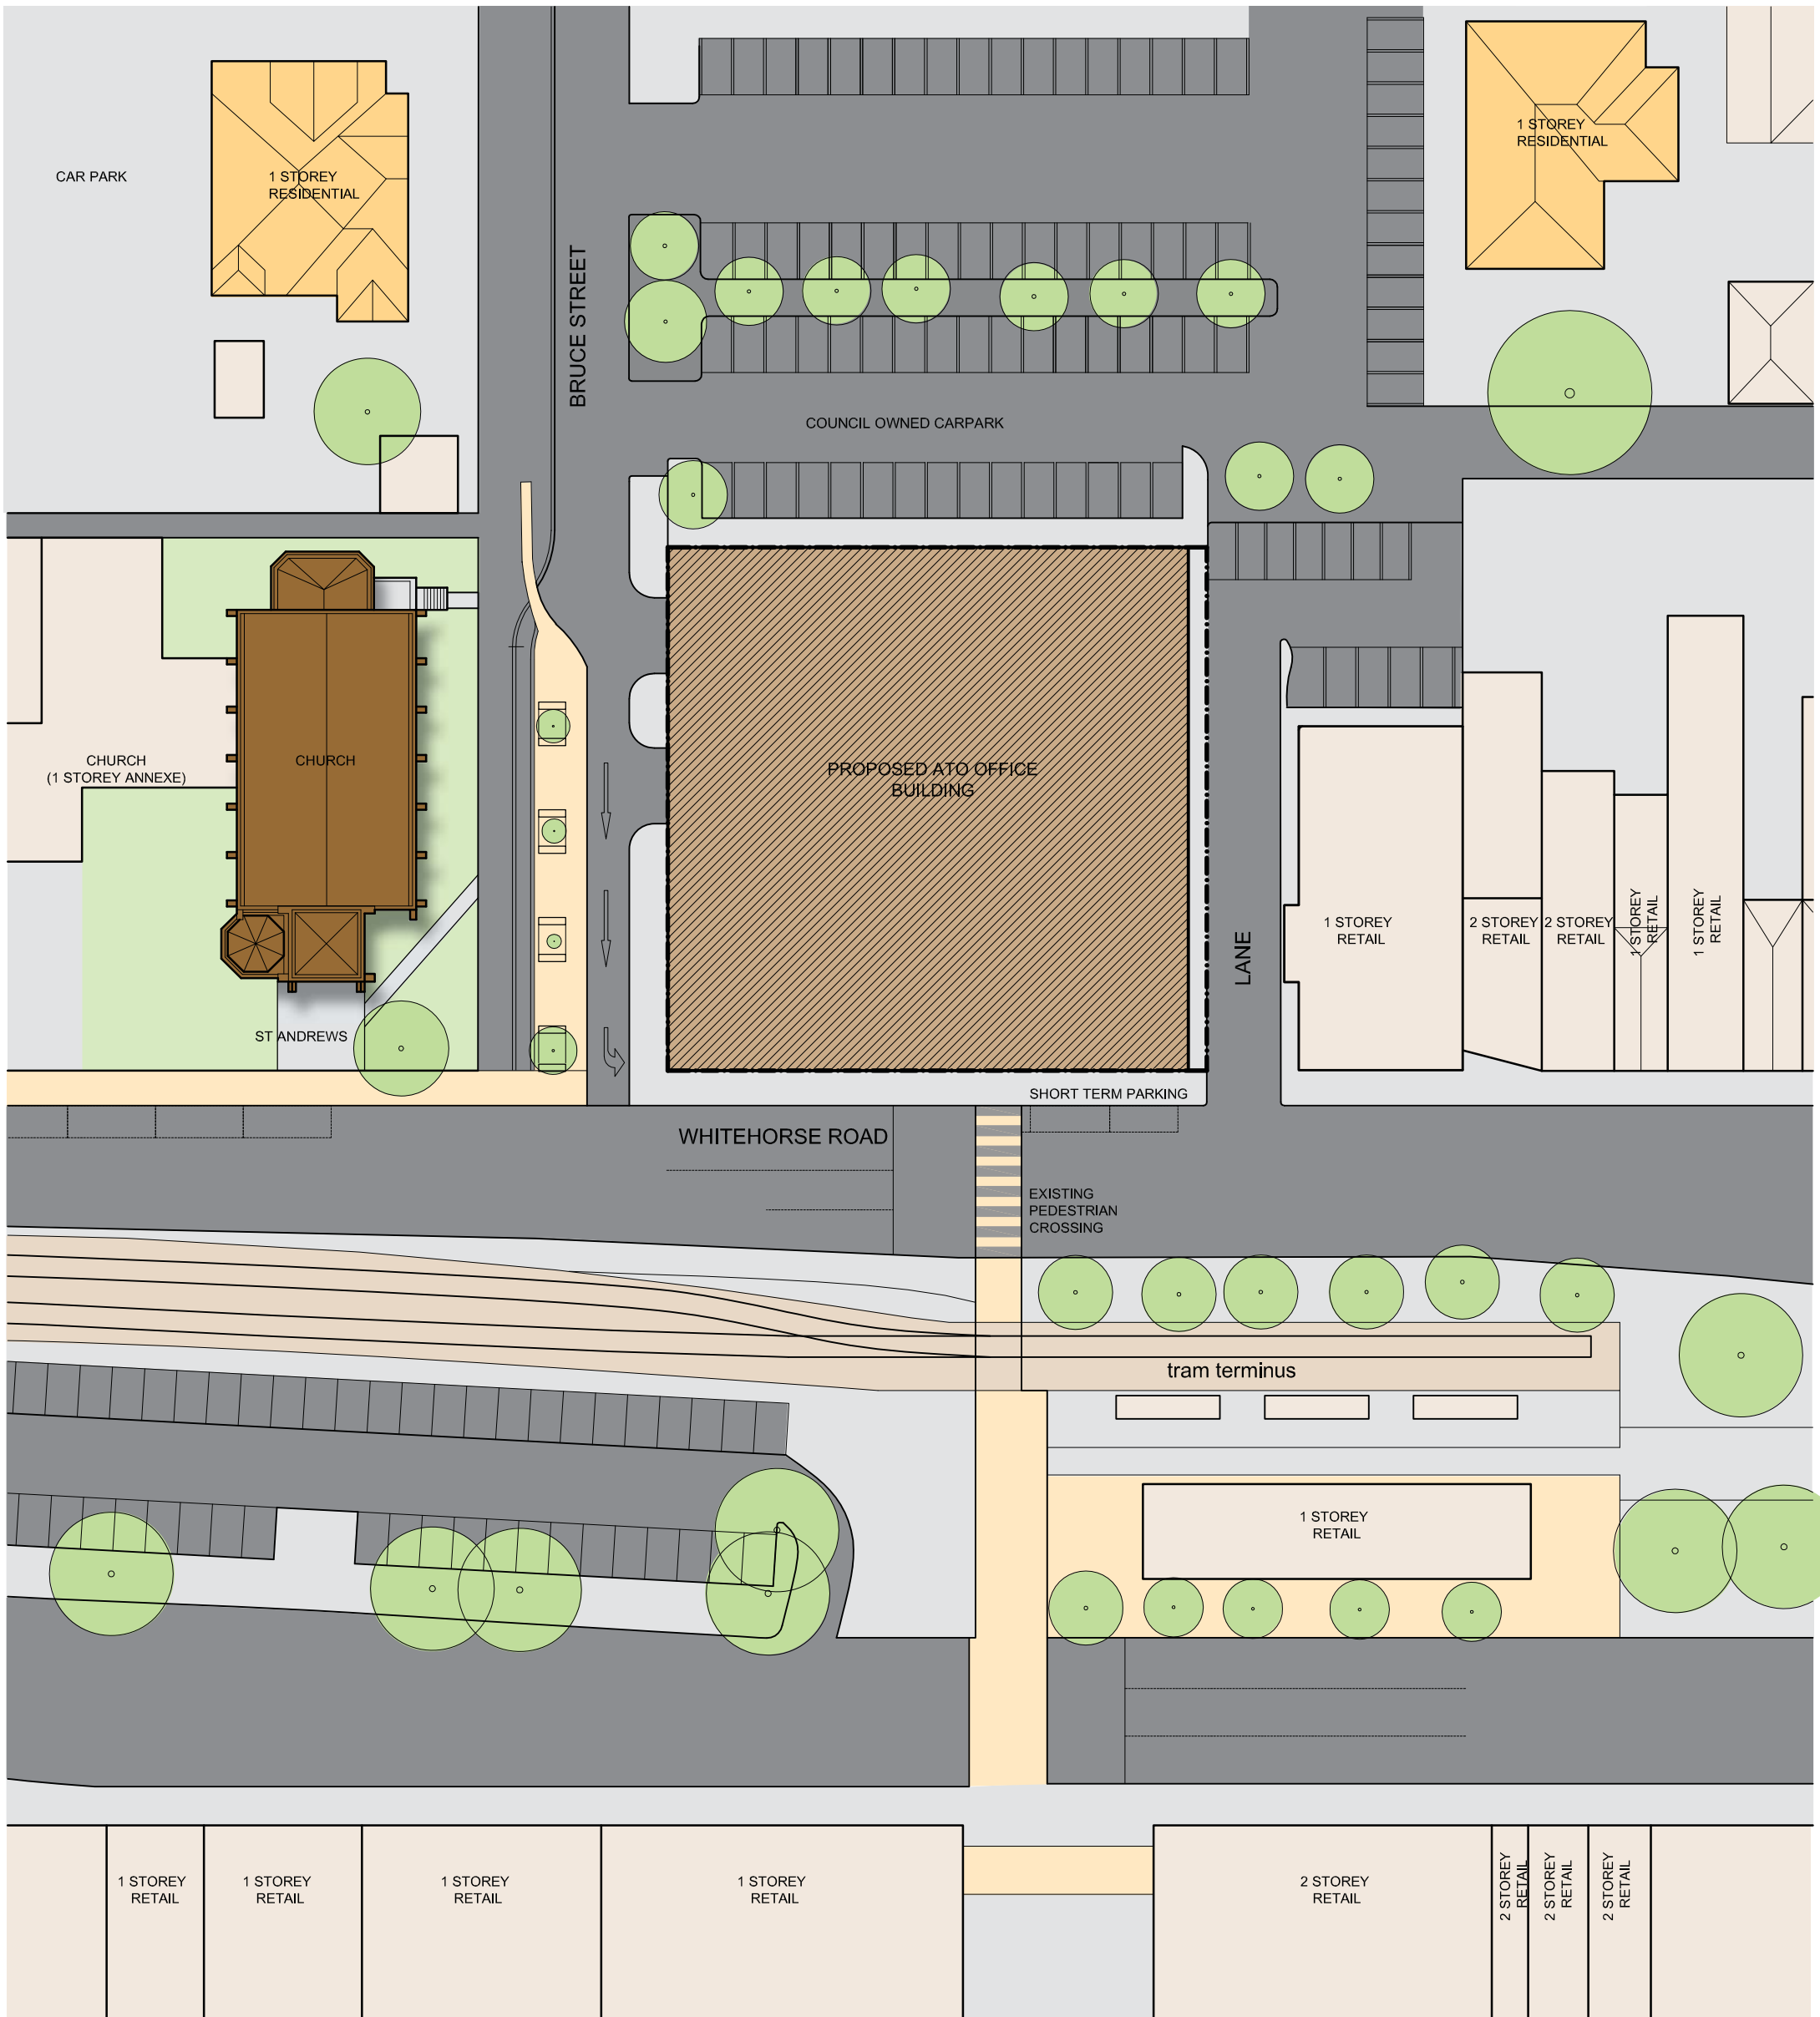 1 STOREY
RESIDENTIAL
CAR PARK
1 STOREY
RESIDENTIAL
BRUCE STREET
COUNCIL OWNED CARPARK
CHURCH
(1 STOREY ANNEXE)
CHURCH
PROPOSED ATO OFFICE
BUILDING
LANE
1 STOREY
RETAIL
2 STOREY
RETAIL
2 STOREY
RETAIL
1 STOREY
RETAIL
1 STOREY
RETAIL
ST ANDREWS
SHORT TERM PARKING
WHITEHORSE ROAD
EXISTING
PEDESTRIAN
CROSSING
tram terminus
1 STOREY
RETAIL
1 STOREY
RETAIL
1 STOREY
RETAIL
1 STOREY
RETAIL
1 STOREY
RETAIL
2 STOREY
RETAIL
2 STOREY
RETAIL
2 STOREY
RETAIL
2 STOREY
RETAIL